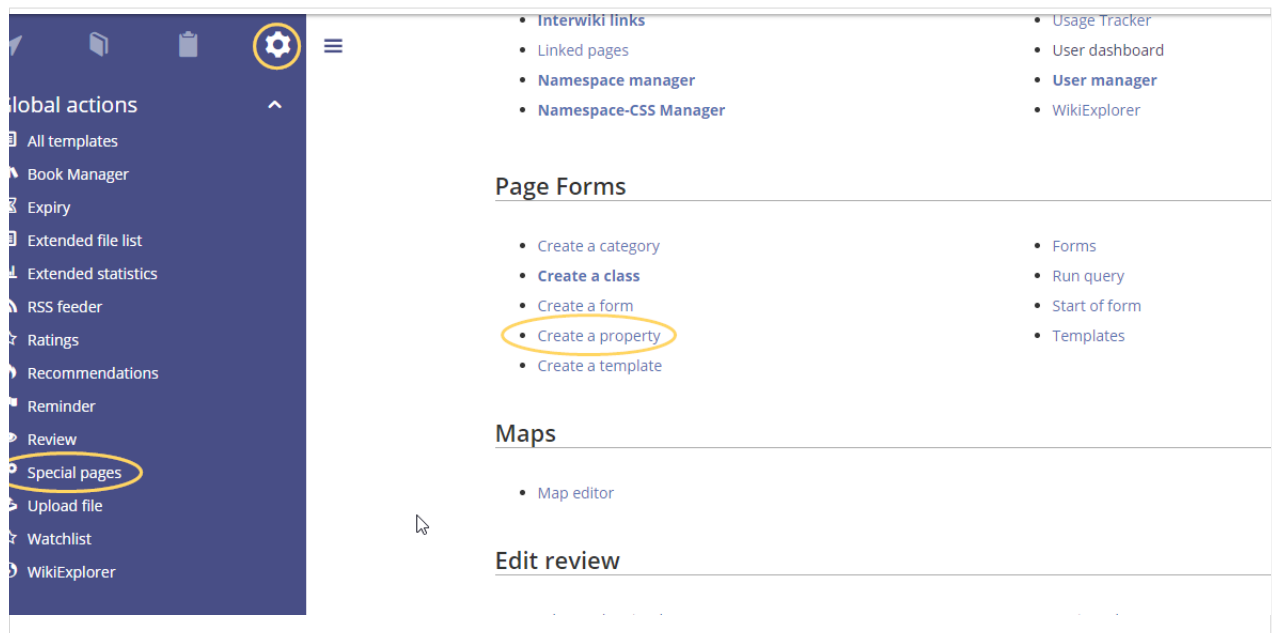 Global actions
All templates
Book Manager
Expiry
Extended file list
Extended statistics
RSS feeder
Ratings
Recommendations
Reminder
Review
Special pages
Upload file
Watchlist
WikiExplorer
Interwiki links
Linked pages
Namespace manager
Namespace-CSS Manager
Usage Tracker
User dashboard
User manager
WikiExplorer
Page Forms
Create a category
Create a class
Create a form
Create a property
Create a template
Forms
Run query
Start of form
Templates
Maps
Map editor
Edit review